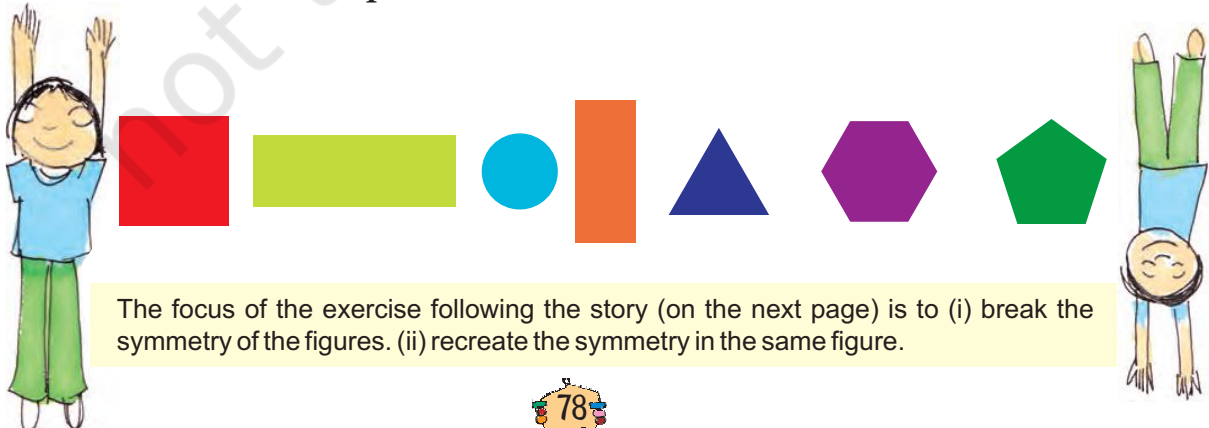 not
The focus of the exercise following the story (on the next page) is to (i) break the
symmetry of the figures. (ii) recreate the symmetry in the same figure.
78